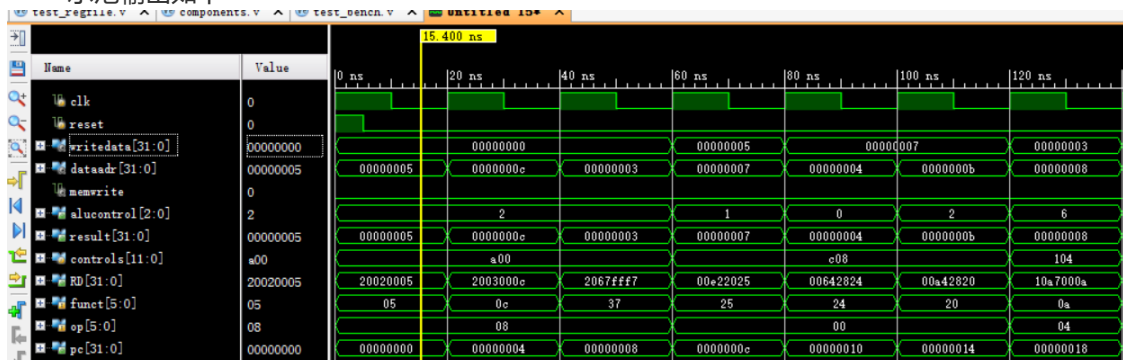 test_regfile.v components.v test_bench.v Untitled 15*
15.400 ns
Name Value 0 ns 20 ns 40 ns 60 ns 80 ns 100 ns 120 ns
clk 0
reset 0
writedata[31:0] 00000000 00000000 00000005 00000007 00000003
dataadr[31:0] 00000005 00000005 0000000c 00000003 00000007 00000004 0000000b 00000008
memwrite 0
alucontrol[2:0] 2 2 1 0 2 6
result[31:0] 00000005 00000005 0000000c 00000003 00000007 00000004 0000000b 00000008
controls[11:0] a00 a00 c08 104
RD[31:0] 20020005 20020005 2003000c 2067fff7 00e22025 00642824 00a42820 10a7000a
funct[5:0] 05 05 0c 37 25 24 20 0a
op[5:0] 08 08 00 04
pc[31:0] 00000000 00000000 00000004 00000008 0000000c 00000010 00000014 00000018